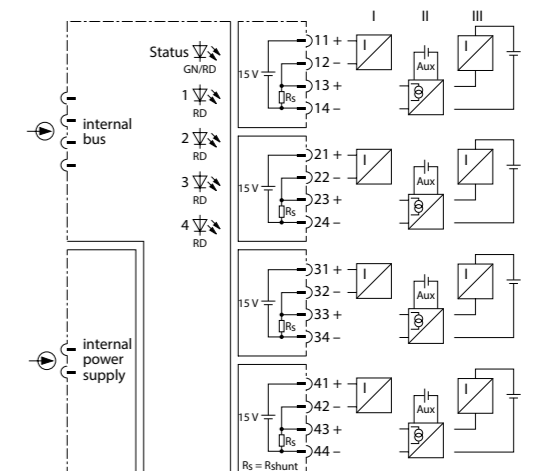 I II III
Status
GN/RD
1
RD
2
RD
3
RD
4
RD
internal
bus
internal
power
supply
15 V
Rs
11 +
12 –
13 +
14 –
I
Aux
I
15 V
Rs
21 +
22 –
23 +
24 –
I
Aux
I
15 V
Rs
31 +
32 –
33 +
34 –
I
Aux
I
15 V
Rs
41 +
42 –
43 +
44 –
I
Aux
I
Rs = Rshunt